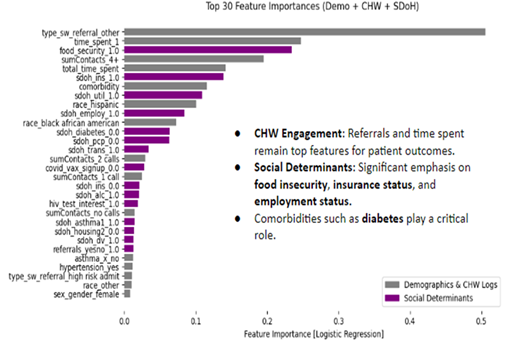 Top 30 Feature Importances (Demo + CHW + SDoH)
type_sw_referral_other
time_spent_1
food_security_1.0
sumContacts_4+
total_time_spent
sdoh_ins_1.0
comorbidity
sdoh_util_1.0
race_hispanic
sdoh_employ_1.0
race_black african american
sdoh_diabetes_0.0
sdoh_pcp_0.0
sdoh_trans_1.0
sumContacts_2 calls
covid_vax_signup_0.0
sumContacts_1 call
sdoh_ins_0.0
sdoh_alc_1.0
hiv_test_interest_1.0
sumContacts_no calls
sdoh_asthma1_1.0
sdoh_housing2_0.0
sdoh_dv_1.0
referrals_yesno_1.0
asthma_x_no
hypertension_yes
type_sw_referral_high risk admit
race_other
sex_gender_female
● CHW Engagement: Referrals and time spent
remain top features for patient outcomes.
● Social Determinants: Significant emphasis on
food insecurity, insurance status, and
employment status.
● Comorbidities such as diabetes play a critical
role.
Demographics & CHW Logs
Social Determinants
0.0 0.1 0.2 0.3 0.4 0.5
Feature Importance [Logistic Regression]